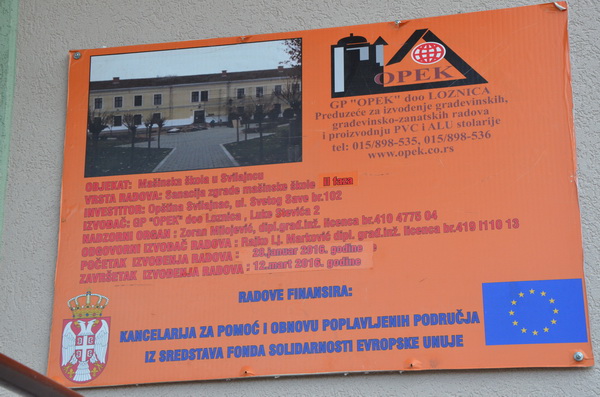 OPEK
GP "OPEK" doo LOZNICA
Preduzeće za izvođenje građevinskih,
građevinsko-zanatskih radova
i proizvodnju PVC i ALU stolarije
tel: 015/898-535, 015/898-536
www.opek.co.rs
OBJEKAT: Mašinska škola u Svilajncu
VRSTA RADOVA: Sanacija zgrade mašinske škole II faza
INVESTITOR: Opština Svilajnac, ul. Svetog Save br.102
IZVOĐAČ: GP "OPEK" doo Loznica , Luke Stevića 2
NADZORNI ORGAN : Zoran Milojević, dipl.građ.inž. licenca br.410 4775 04
ODGOVORNI IZVOĐAČ RADOVA : Rajko Lj. Marković dipl. građ.inž. licenca br.410 I110 13
POČETAK IZVOĐENJA RADOVA : 28.januar 2016. godine
ZAVRŠETAK IZVOĐENJA RADOVA : 12.mart 2016. godine
RADOVE FINANSIRA:
KANCELARIJA ZA POMOĆ I OBNOVU POPLAVLJENIH PODRUČJA
IZ SREDSTAVA FONDA SOLIDARNOSTI EVROPSKE UNIJE